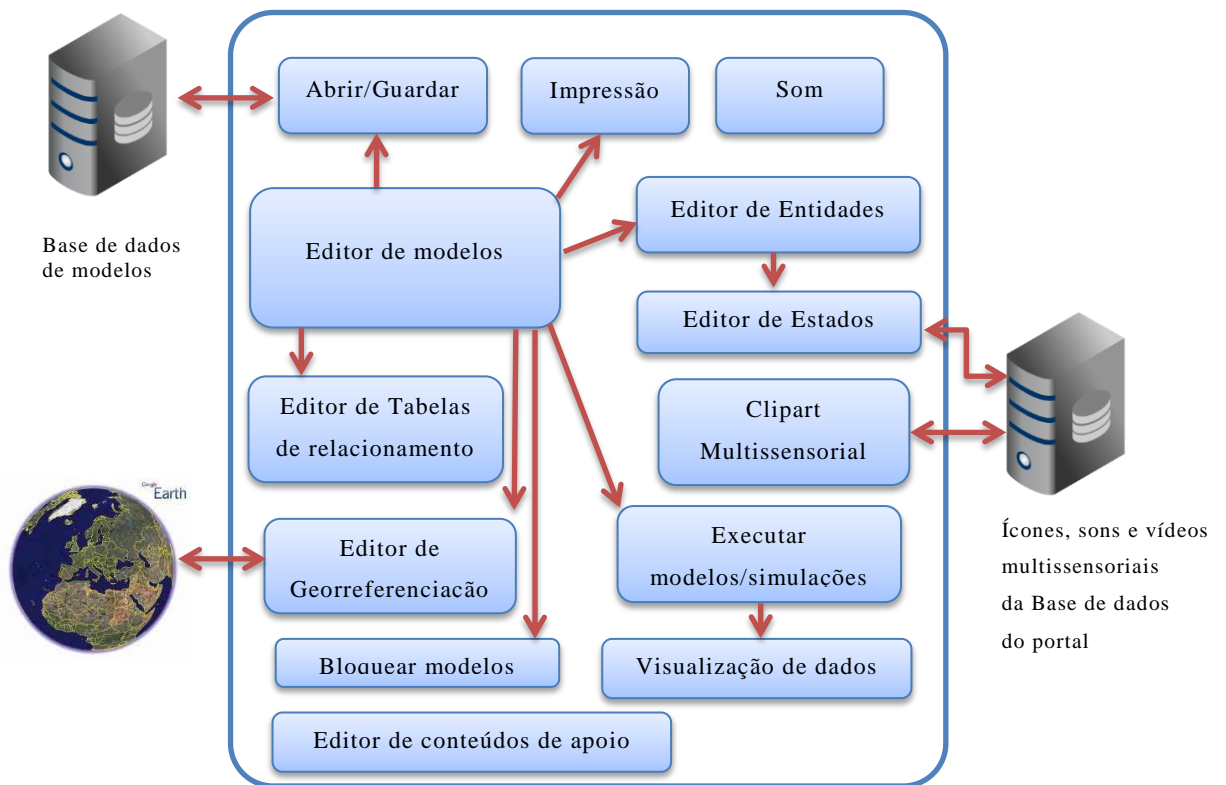 Abrir/Guardar
Impressão
Som
Editor de modelos
Editor de Entidades
Base de dados
de modelos
Editor de Estados
Editor de Tabelas
de relacionamento
Clipart
Multissensorial
Google
Earth
Editor de
Georreferenciacão
Executar
modelos/simulações
Ícones, sons e vídeos
multissensoriais
da Base de dados
do portal
Bloquear modelos
Visualização de dados
Editor de conteúdos de apoio